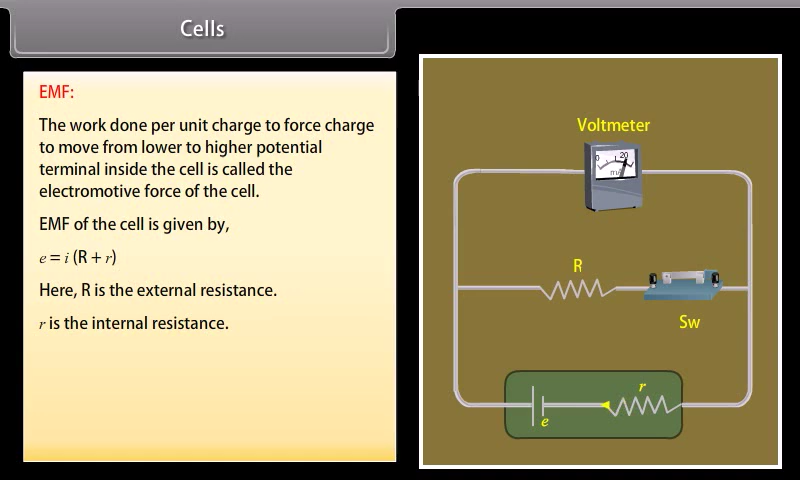 Cells
EMF:
The work done per unit charge to force charge
to move from lower to higher potential
terminal inside the cell is called the
electromotive force of the cell.
EMF of the cell is given by,
e = i (R + r)
Here, R is the external resistance.
r is the internal resistance.
Voltmeter
0 20
R
Sw
r
e